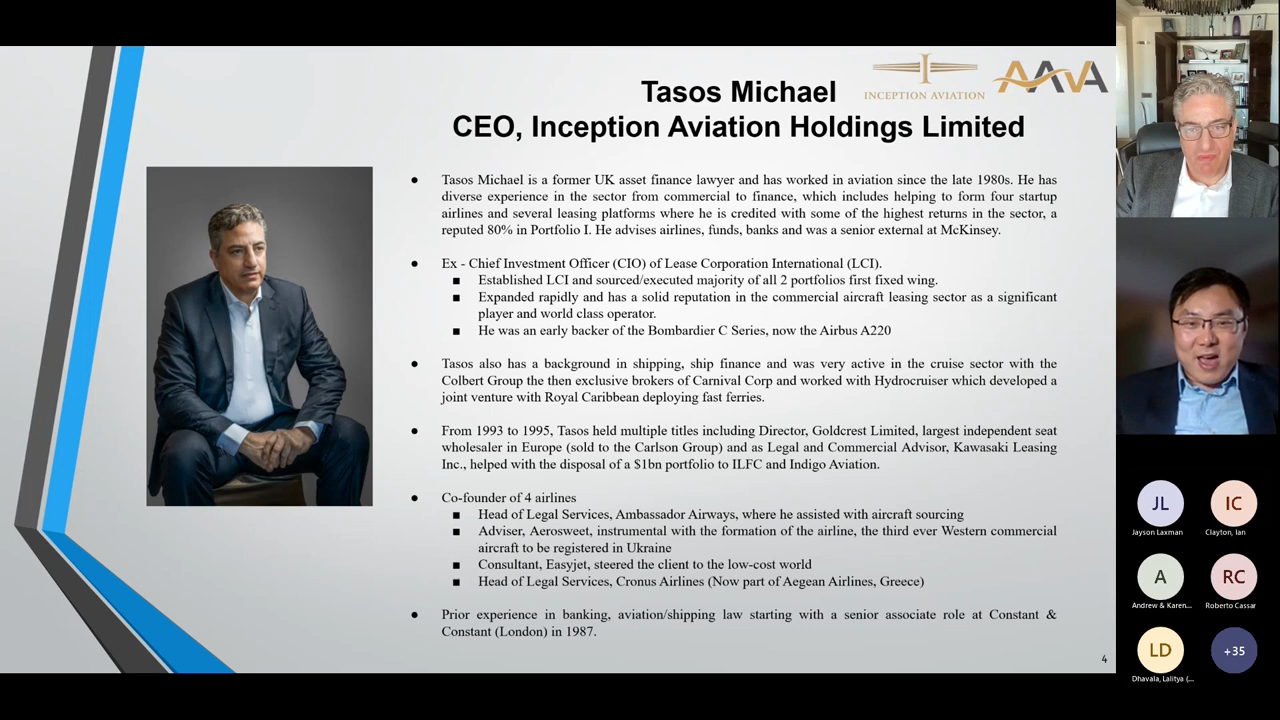 Tasos Michael
CEO, Inception Aviation Holdings Limited
INCEPTION AVIATION
AAVA
● Tasos Michael is a former UK asset finance lawyer and has worked in aviation since the late 1980s. He has
diverse experience in the sector from commercial to finance, which includes helping to form four startup
airlines and several leasing platforms where he is credited with some of the highest returns in the sector, a
reputed 80% in Portfolio I. He advises airlines, funds, banks and was a senior external at McKinsey.
● Ex - Chief Investment Officer (CIO) of Lease Corporation International (LCI).
■ Established LCI and sourced/executed majority of all 2 portfolios first fixed wing.
■ Expanded rapidly and has a solid reputation in the commercial aircraft leasing sector as a significant
player and world class operator.
■ He was an early backer of the Bombardier C Series, now the Airbus A220
● Tasos also has a background in shipping, ship finance and was very active in the cruise sector with the
Colbert Group the then exclusive brokers of Carnival Corp and worked with Hydrocruiser which developed a
joint venture with Royal Caribbean deploying fast ferries.
● From 1993 to 1995, Tasos held multiple titles including Director, Goldcrest Limited, largest independent seat
wholesaler in Europe (sold to the Carlson Group) and as Legal and Commercial Advisor, Kawasaki Leasing
Inc., helped with the disposal of a $1bn portfolio to ILFC and Indigo Aviation.
● Co-founder of 4 airlines
■ Head of Legal Services, Ambassador Airways, where he assisted with aircraft sourcing
■ Adviser, Aerosweet, instrumental with the formation of the airline, the third ever Western commercial
aircraft to be registered in Ukraine
■ Consultant, Easyjet, steered the client to the low-cost world
■ Head of Legal Services, Cronus Airlines (Now part of Aegean Airlines, Greece)
● Prior experience in banking, aviation/shipping law starting with a senior associate role at Constant &
Constant (London) in 1987.
4
JL
Jayson Laxman
IC
Clayton, Ian
A
Andrew & Karen...
RC
Roberto Cassar
LD
Dhavala, Lalitya (...
+35